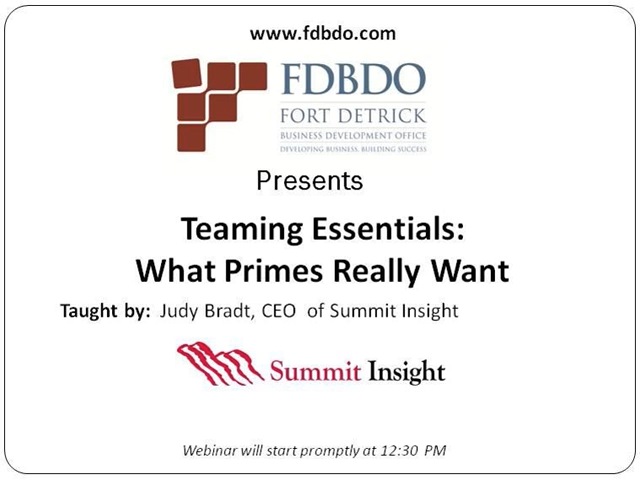 www.fdbdo.com
FDBDO
FORT DETRICK
BUSINESS DEVELOPMENT OFFICE
DEVELOPING BUSINESS, BUILDING SUCCESS
Presents
Teaming Essentials:
What Primes Really Want
Taught by: Judy Bradt, CEO of Summit Insight
Summit Insight
Webinar will start promptly at 12:30 PM